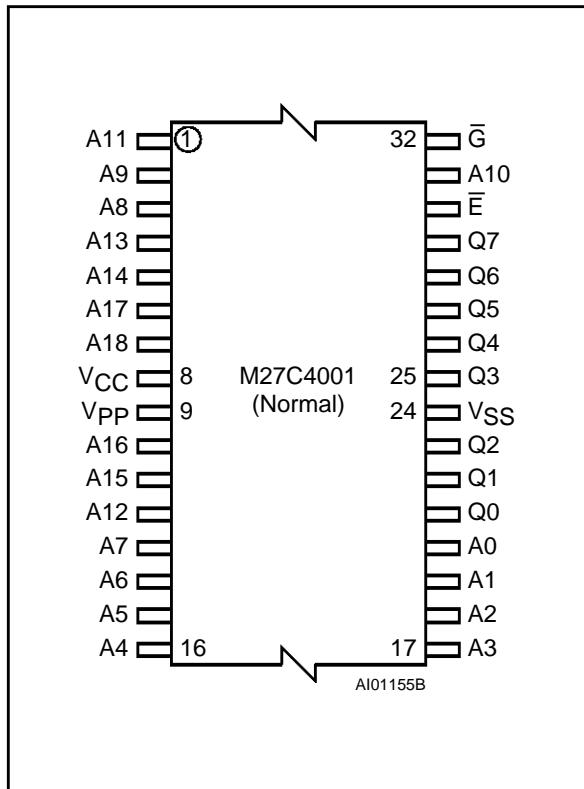 A11 1 32 G̅
A9 A10
A8 E̅
A13 Q7
A14 Q6
A17 Q5
A18 Q4
VCC 8 M27C4001 25 Q3
VPP 9 (Normal) 24 VSS
A16 Q2
A15 Q1
A12 Q0
A7 A0
A6 A1
A5 A2
A4 16 17 A3
AI01155B